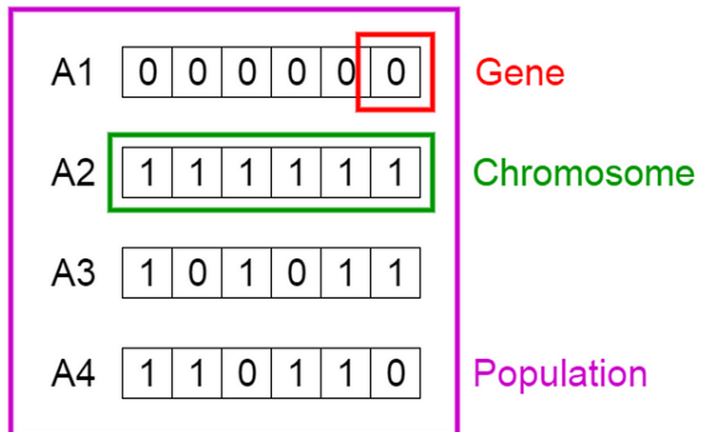 A1 0 0 0 0 0 0 Gene
A2 1 1 1 1 1 1 Chromosome
A3 1 0 1 0 1 1
A4 1 1 0 1 1 0 Population